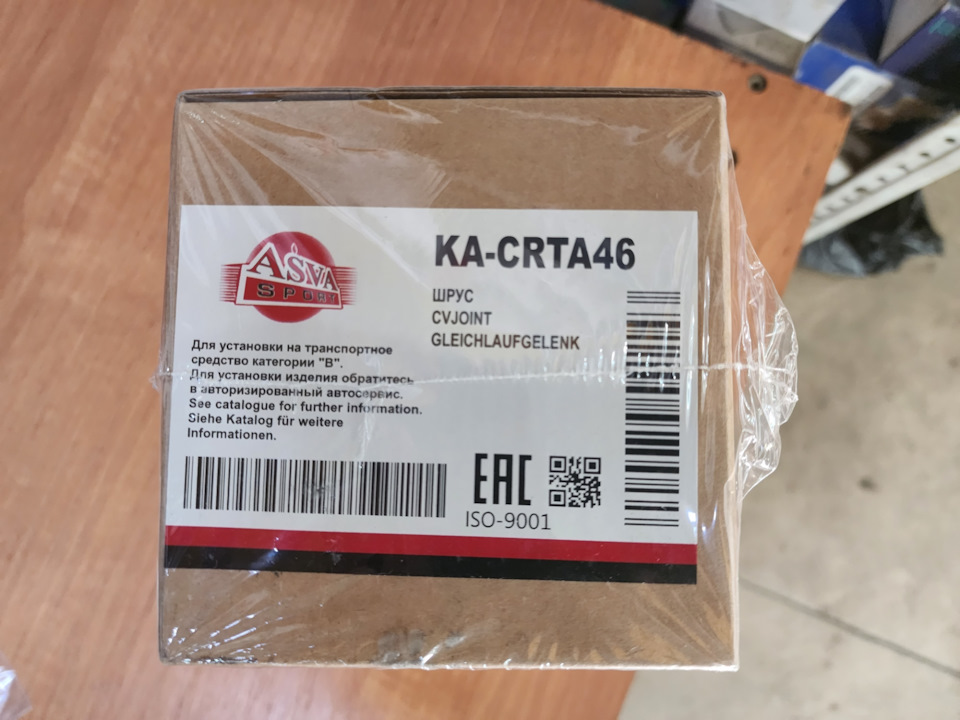 ASVA
SPORT
KA-CRTA46
ШРУС
CVJOINT
GLEICHLAUFGELENK
Для установки на транспортное
средство категории "В".
Для установки изделия обратитесь
в авторизированный автосервис.
See catalogue for further information.
Siehe Katalog für weitere
Informationen.
EAC
ISO-9001